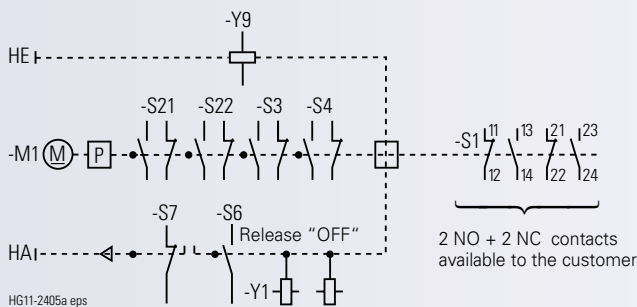 -Y9
HE
-S21 -S22 -S3 -S4
-M1 M P
-S1 11 13 21 23
12 14 22 24
-S7 -S6
Release "OFF"
2 NO + 2 NC contacts
available to the customer
HA
-Y1
HG11-2405a eps